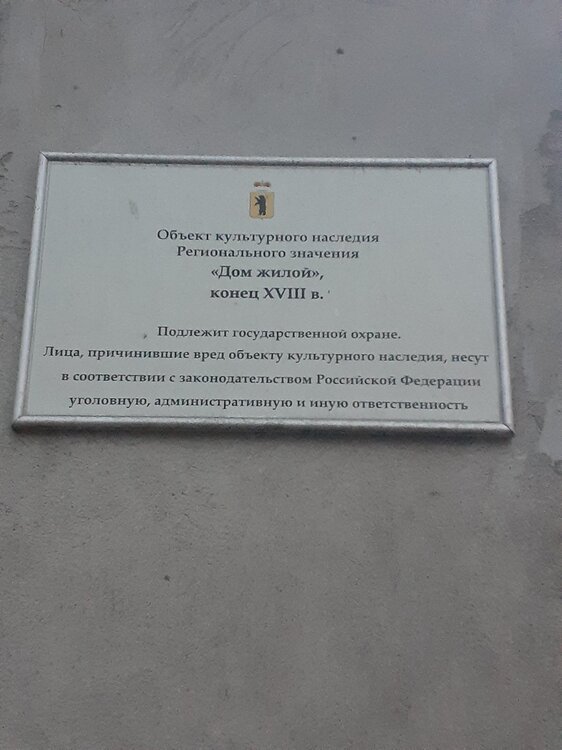 Объект культурного наследия
Регионального значения
«Дом жилой»,
конец XVIII в.
Подлежит государственной охране.
Лица, причинившие вред объекту культурного наследия, несут
в соответствии с законодательством Российской Федерации
уголовную, административную и иную ответственность